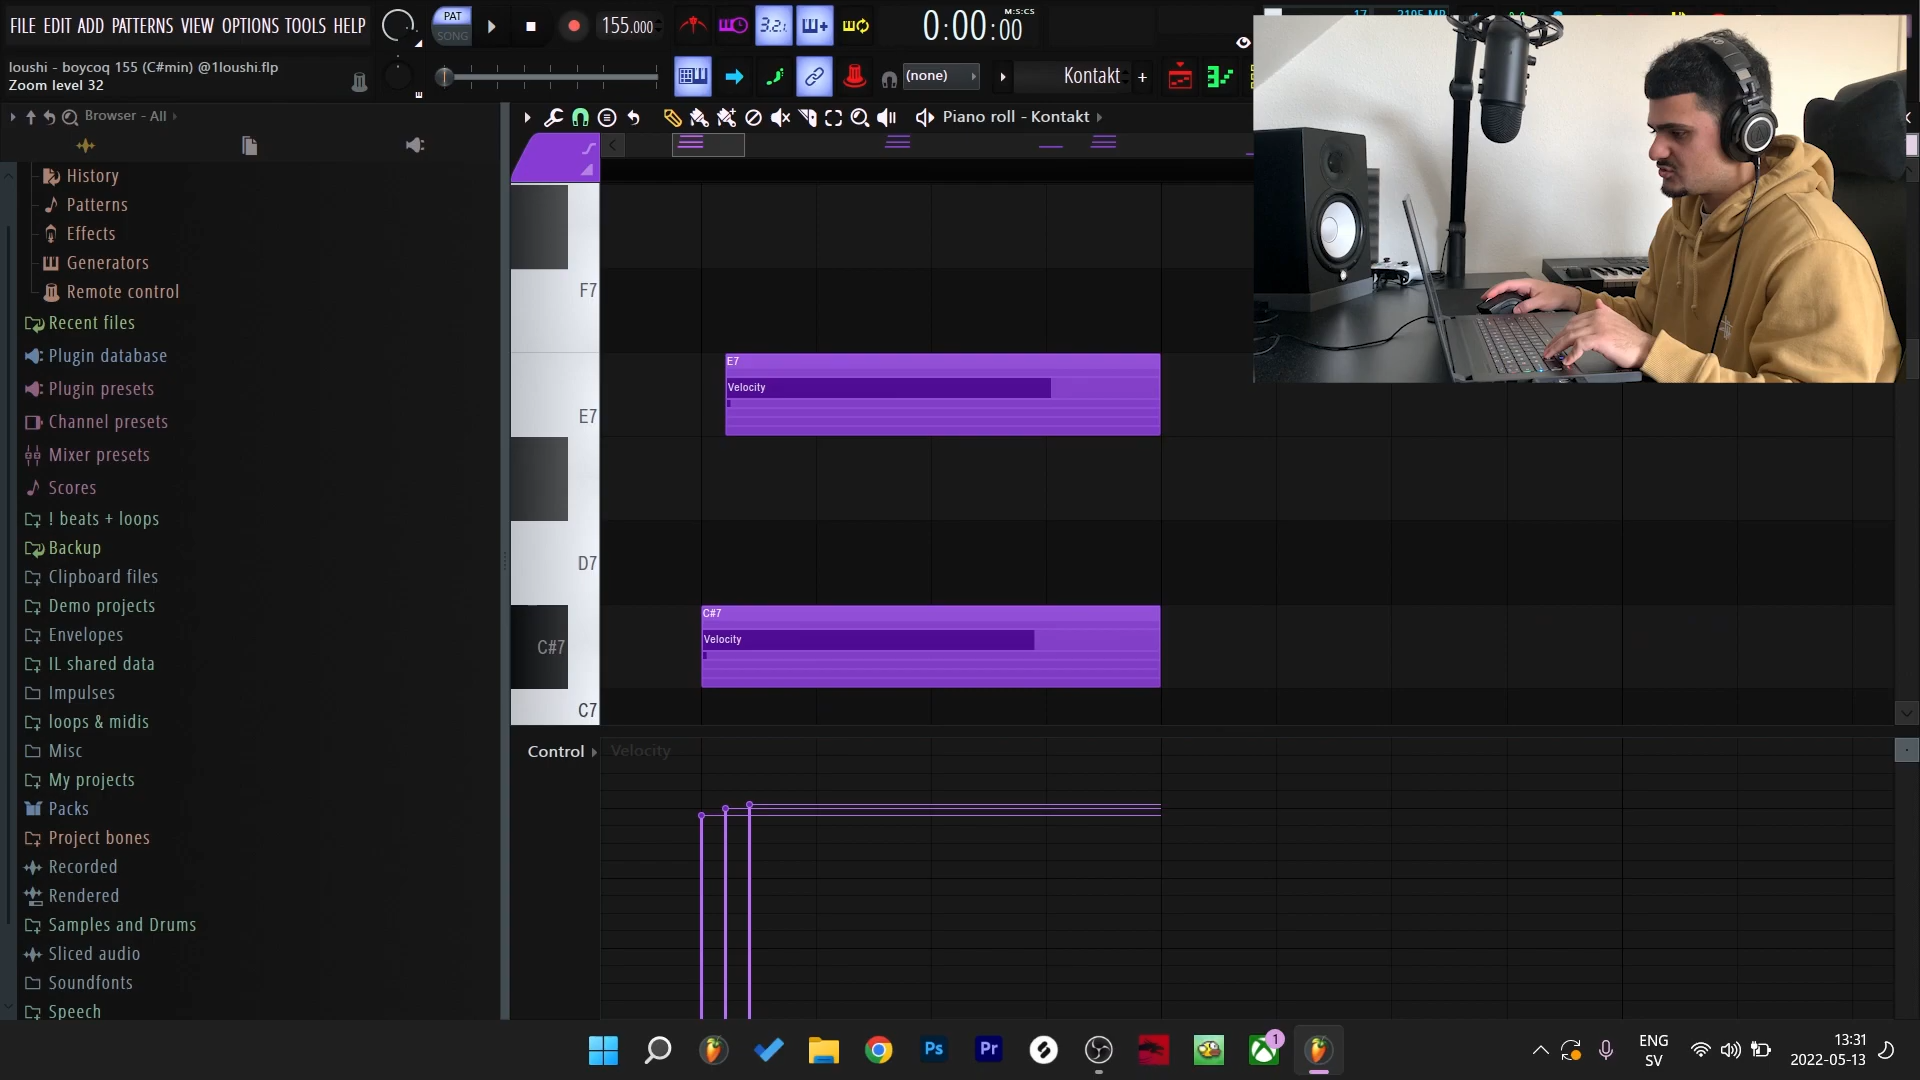 FILE EDIT ADD PATTERNS VIEW OPTIONS TOOLS HELP
PAT
SONG
155.000
3.2.
0:00:00
M:S:CS
loushi - boycoq 155 (C#min) @1loushi.flp
Zoom level 32
(none)
Kontakt
Browser - All
Piano roll - Kontakt
History
Patterns
Effects
Generators
Remote control
Recent files
Plugin database
Plugin presets
Channel presets
Mixer presets
Scores
! beats + loops
Backup
Clipboard files
Demo projects
Envelopes
IL shared data
Impulses
loops & midis
Misc
My projects
Packs
Project bones
Recorded
Rendered
Samples and Drums
Sliced audio
Soundfonts
Speech
F7
E7
D7
C#7
C7
E7
Velocity
C#7
Velocity
Control
Velocity
Ps
Pr
1
ENG
SV
13:31
2022-05-13